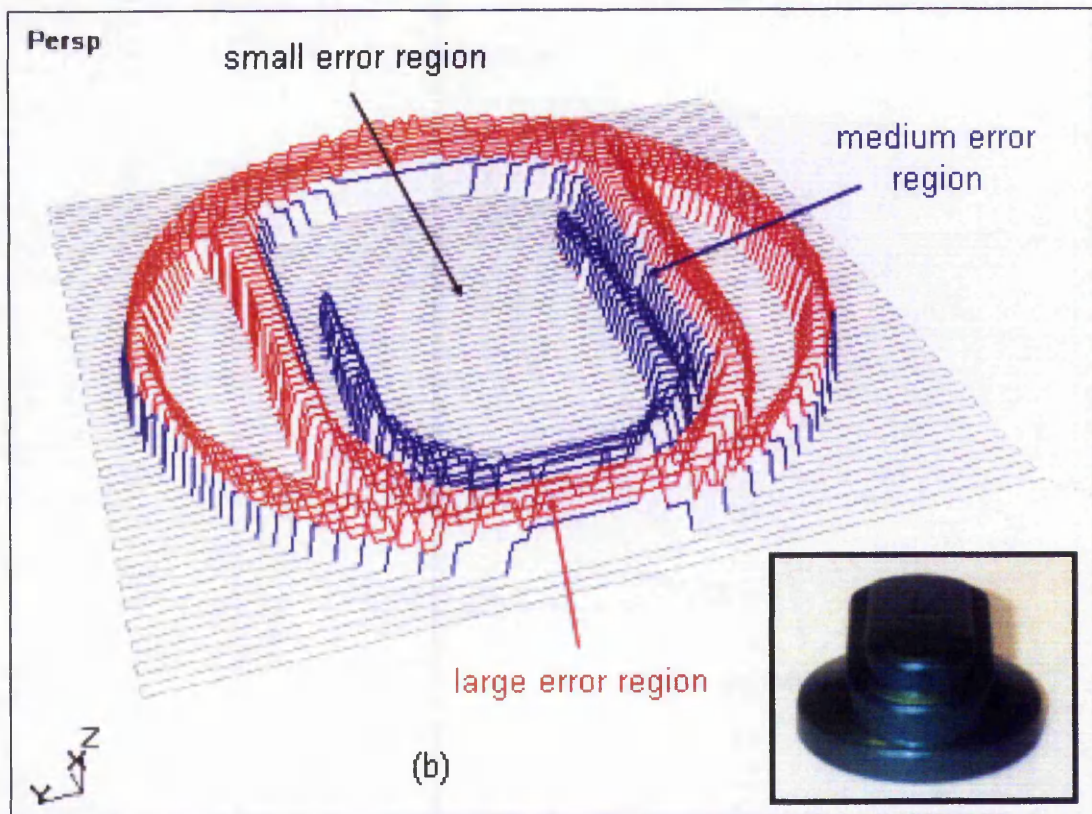 Persp
small error region
medium error
region
large error region
Z
X
Y
(b)